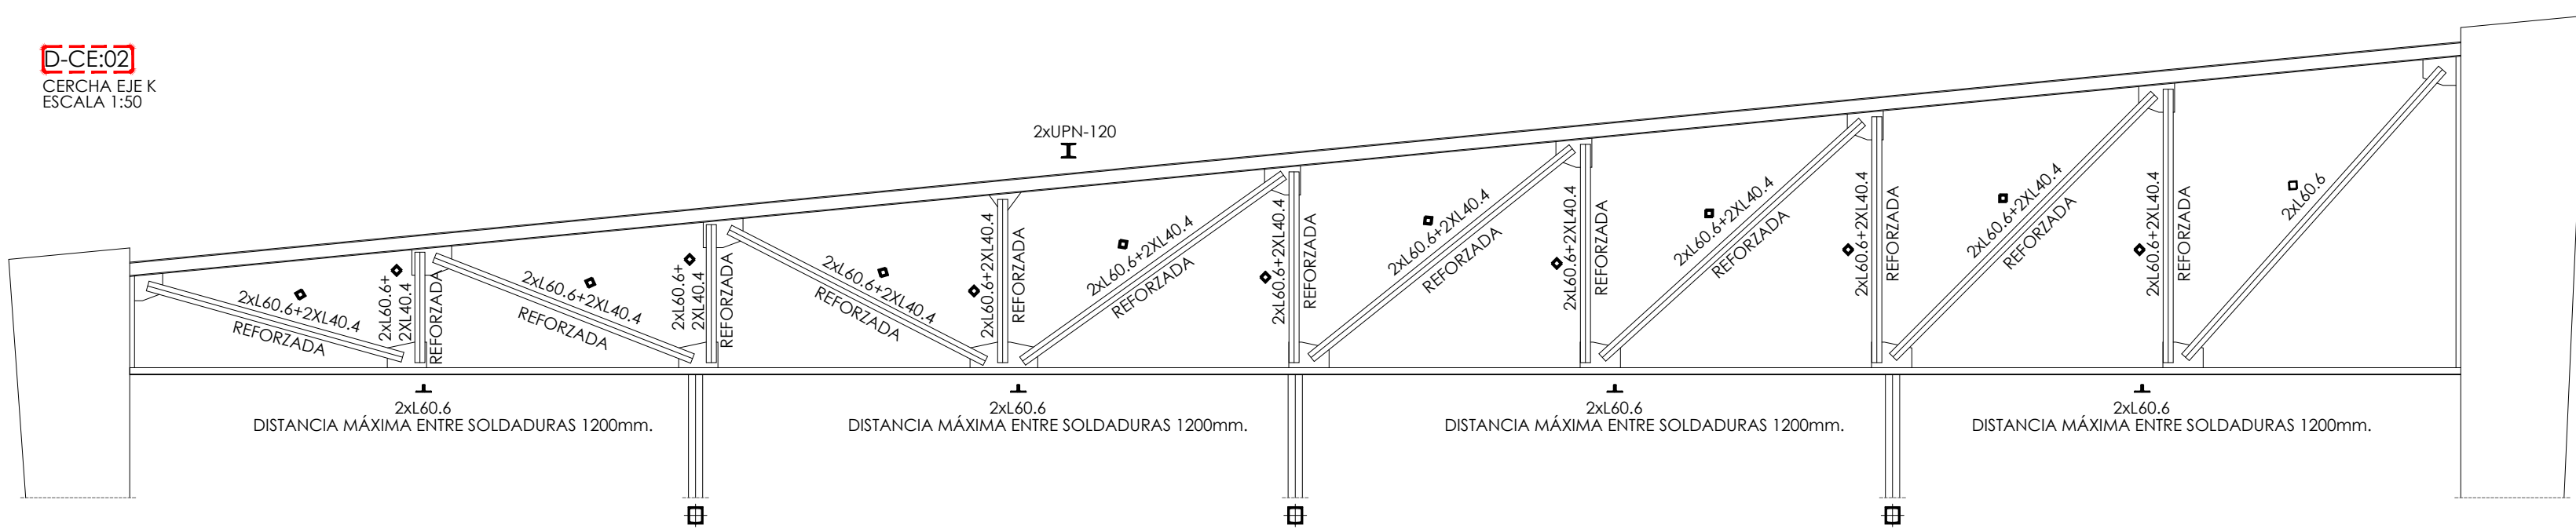 D-CE:02
CERCHA EJE K
ESCALA 1:50
2xUPN-120
2xL60.6+2XL40.4
REFORZADA
2xL60.6+
2XL40.4
REFORZADA
2xL60.6+2XL40.4
REFORZADA
2xL60.6+
2XL40.4
REFORZADA
2xL60.6+2XL40.4
REFORZADA
2xL60.6+2XL40.4
REFORZADA
2xL60.6+2XL40.4
REFORZADA
2xL60.6+2XL40.4
REFORZADA
2xL60.6+2XL40.4
REFORZADA
2xL60.6+2XL40.4
REFORZADA
2xL60.6+2XL40.4
REFORZADA
2xL60.6+2XL40.4
REFORZADA
2xL60.6+2XL40.4
REFORZADA
2xL60.6+2XL40.4
REFORZADA
2xL60.6
2xL60.6
DISTANCIA MÁXIMA ENTRE SOLDADURAS 1200mm.
2xL60.6
DISTANCIA MÁXIMA ENTRE SOLDADURAS 1200mm.
2xL60.6
DISTANCIA MÁXIMA ENTRE SOLDADURAS 1200mm.
2xL60.6
DISTANCIA MÁXIMA ENTRE SOLDADURAS 1200mm.